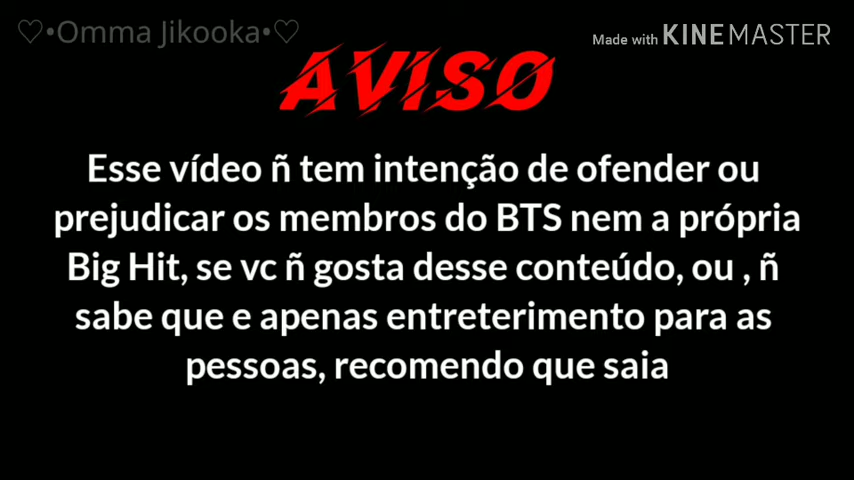 ♡•Omma Jikooka•♡
Made with KINEMASTER
AVISO
Esse vídeo ñ tem intenção de ofender ou
prejudicar os membros do BTS nem a própria
Big Hit, se vc ñ gosta desse conteúdo, ou , ñ
sabe que e apenas entreterimento para as
pessoas, recomendo que saia